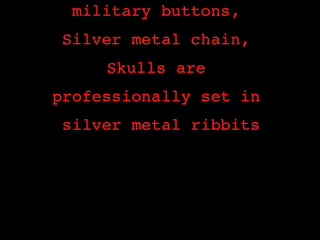 military buttons,
Silver metal chain,
Skulls are
professionally set in
silver metal ribbits